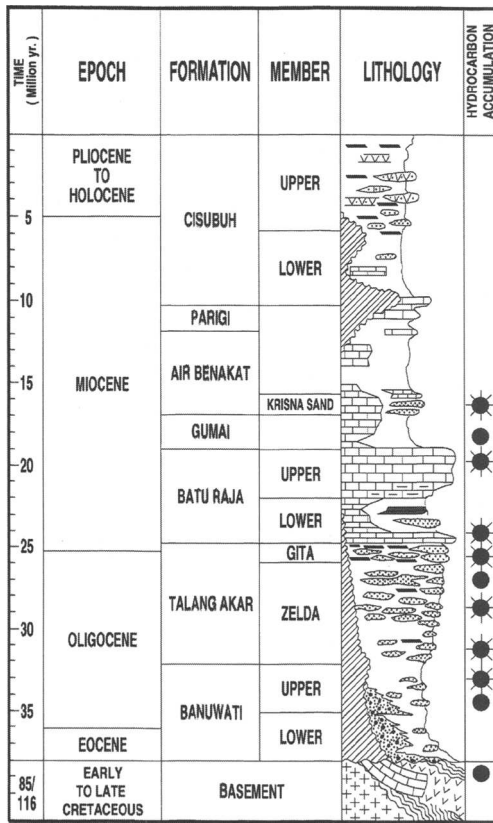 TIME
( Million yr. )
EPOCH
FORMATION
MEMBER
LITHOLOGY
HYDROCARBON
ACCUMULATION
PLIOCENE
TO
HOLOCENE
MIOCENE
OLIGOCENE
EOCENE
EARLY
TO LATE
CRETACEOUS
5
10
15
20
25
30
35
85/
116
CISUBUH
PARIGI
AIR BENAKAT
GUMAI
BATU RAJA
TALANG AKAR
BANUWATI
BASEMENT
UPPER
LOWER
KRISNA SAND
UPPER
LOWER
GITA
ZELDA
UPPER
LOWER